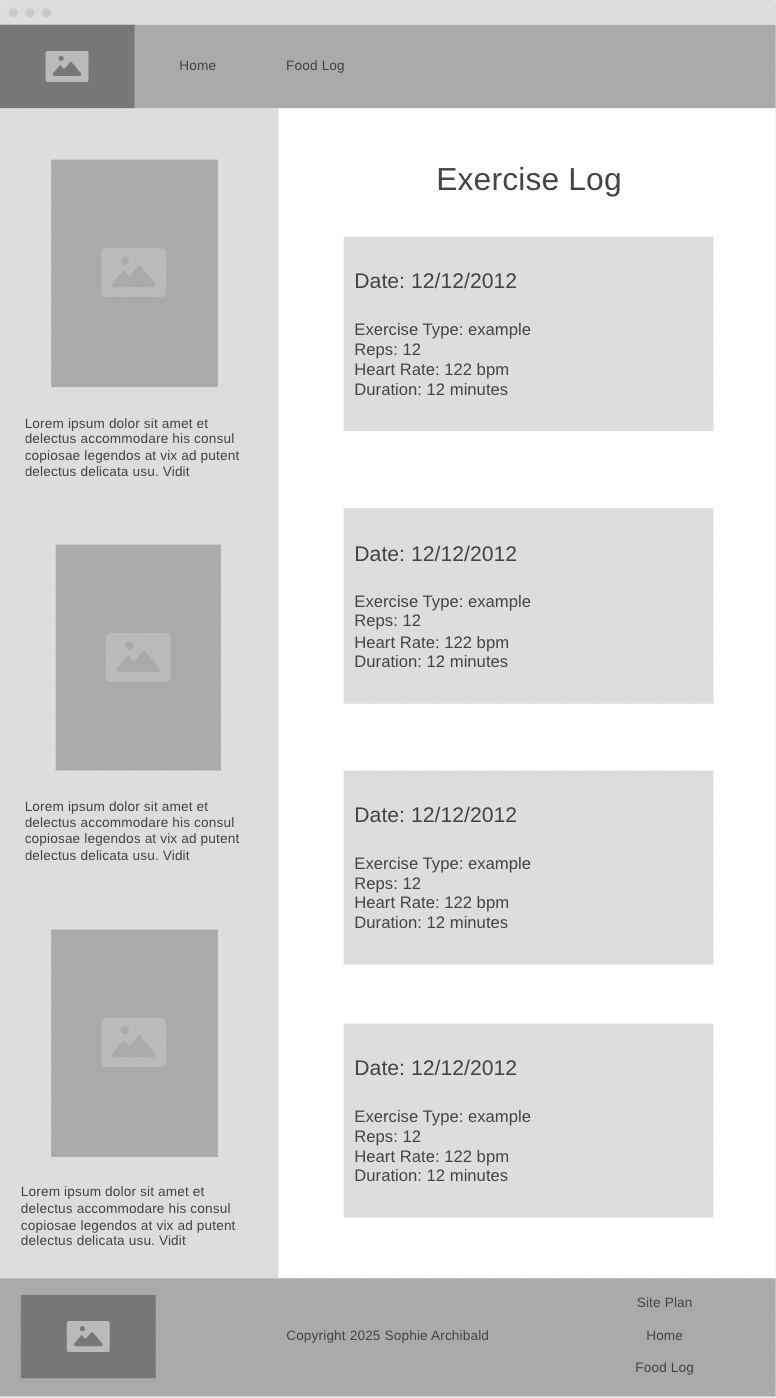 Home
Food Log
Lorem ipsum dolor sit amet et
delectus accommodare his consul
copiosae legendos at vix ad putent
delectus delicata usu. Vidit
Lorem ipsum dolor sit amet et
delectus accommodare his consul
copiosae legendos at vix ad putent
delectus delicata usu. Vidit
Lorem ipsum dolor sit amet et
delectus accommodare his consul
copiosae legendos at vix ad putent
delectus delicata usu. Vidit
Exercise Log
Date: 12/12/2012
Exercise Type: example
Reps: 12
Heart Rate: 122 bpm
Duration: 12 minutes
Date: 12/12/2012
Exercise Type: example
Reps: 12
Heart Rate: 122 bpm
Duration: 12 minutes
Date: 12/12/2012
Exercise Type: example
Reps: 12
Heart Rate: 122 bpm
Duration: 12 minutes
Date: 12/12/2012
Exercise Type: example
Reps: 12
Heart Rate: 122 bpm
Duration: 12 minutes
Copyright 2025 Sophie Archibald
Site Plan
Home
Food Log